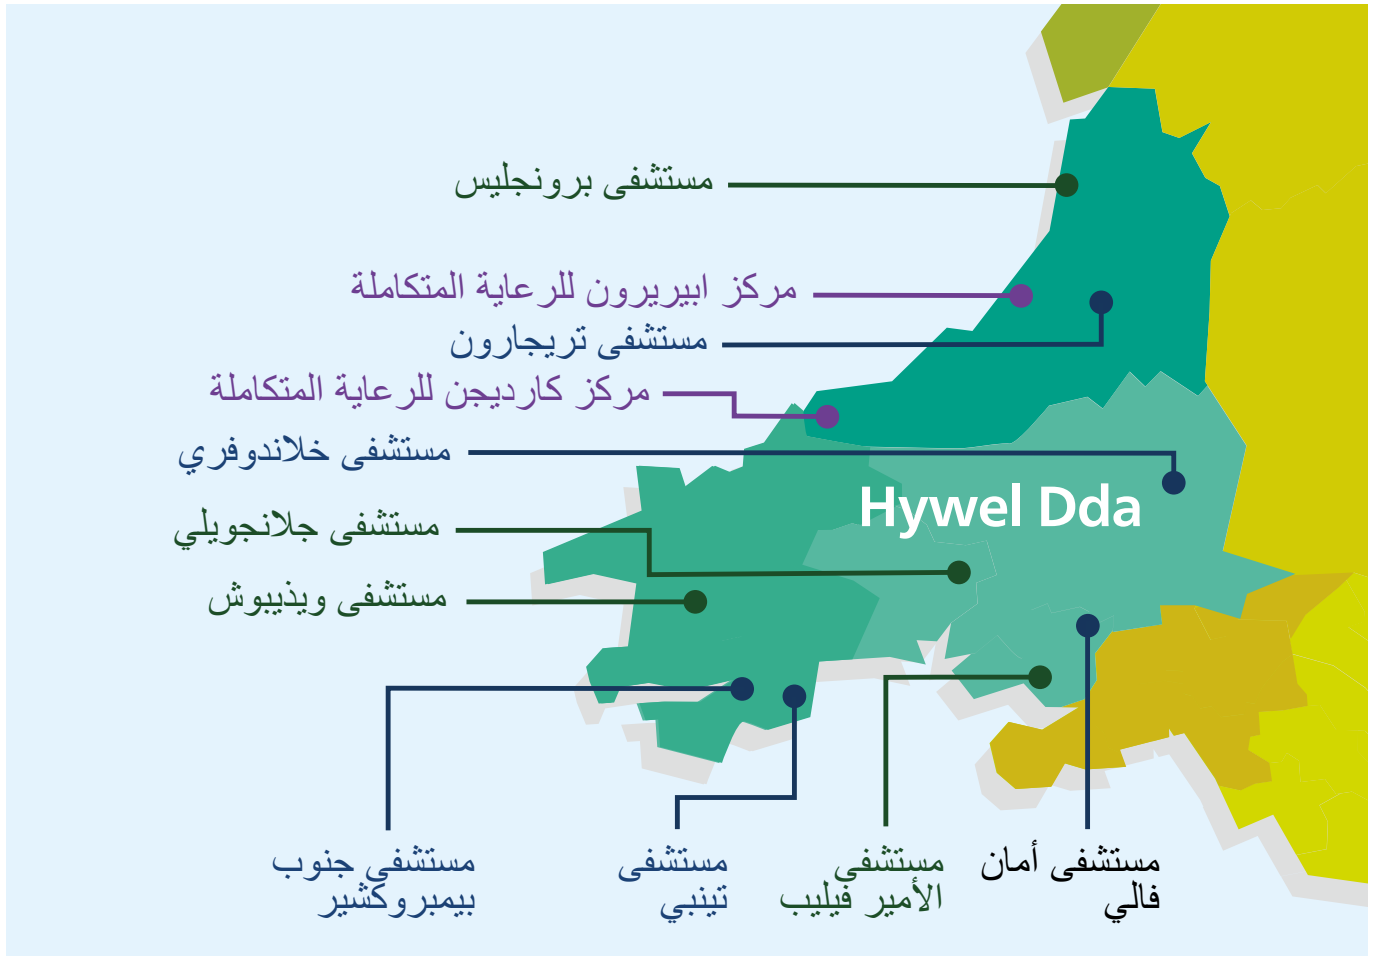 مستشفى برونجليس
مركز ابيريرون للرعاية المتكاملة
مستشفى تريجارون
مركز كارديجن للرعاية المتكاملة
مستشفى خلاندوفري
Hywel Dda
مستشفى جلانجويلي
مستشفى ويذيبوش
مستشفى أمان
فالي
مستشفى
الأمير فيليب
مستشفى
تينبي
مستشفى جنوب
بيمبروكشير